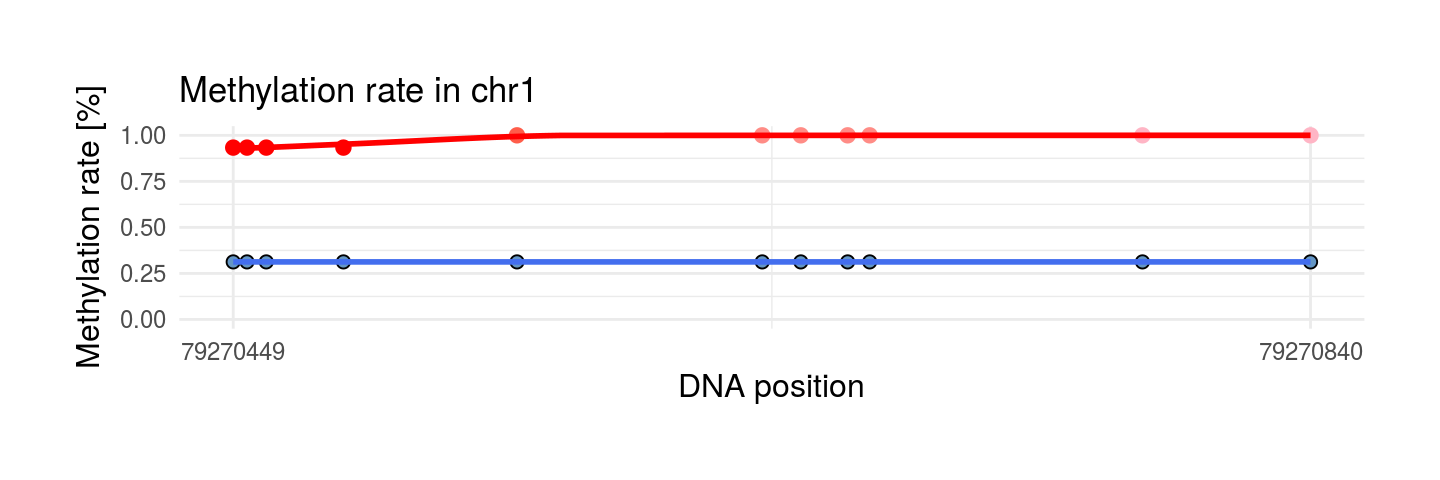 Methylation rate in chr1
Methylation rate [%]
1.00
0.75
0.50
0.25
0.00
79270449 79270840
DNA position